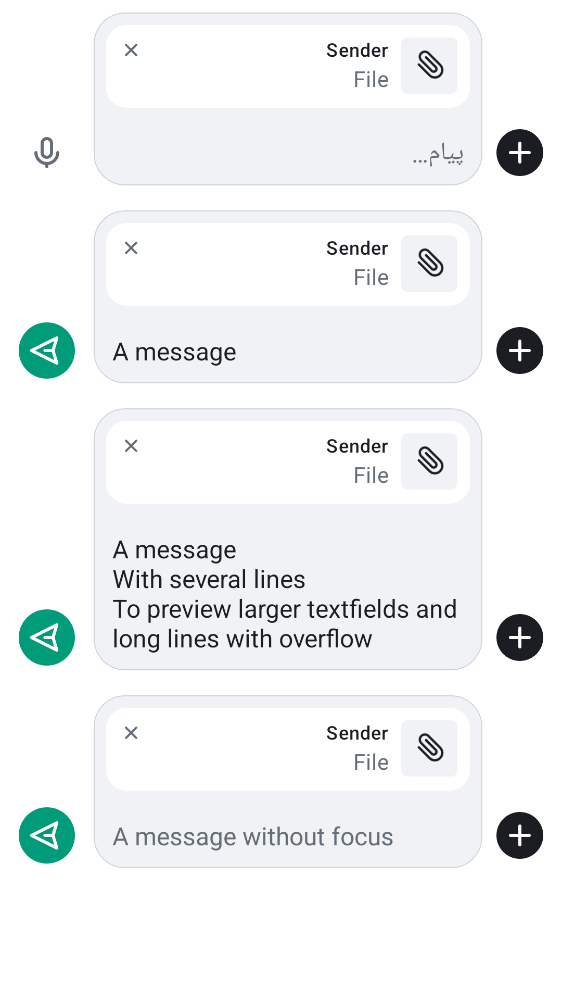 Sender
File
پیام...
Sender
File
A message
Sender
File
A message
With several lines
To preview larger textfields and
long lines with overflow
Sender
File
A message without focus